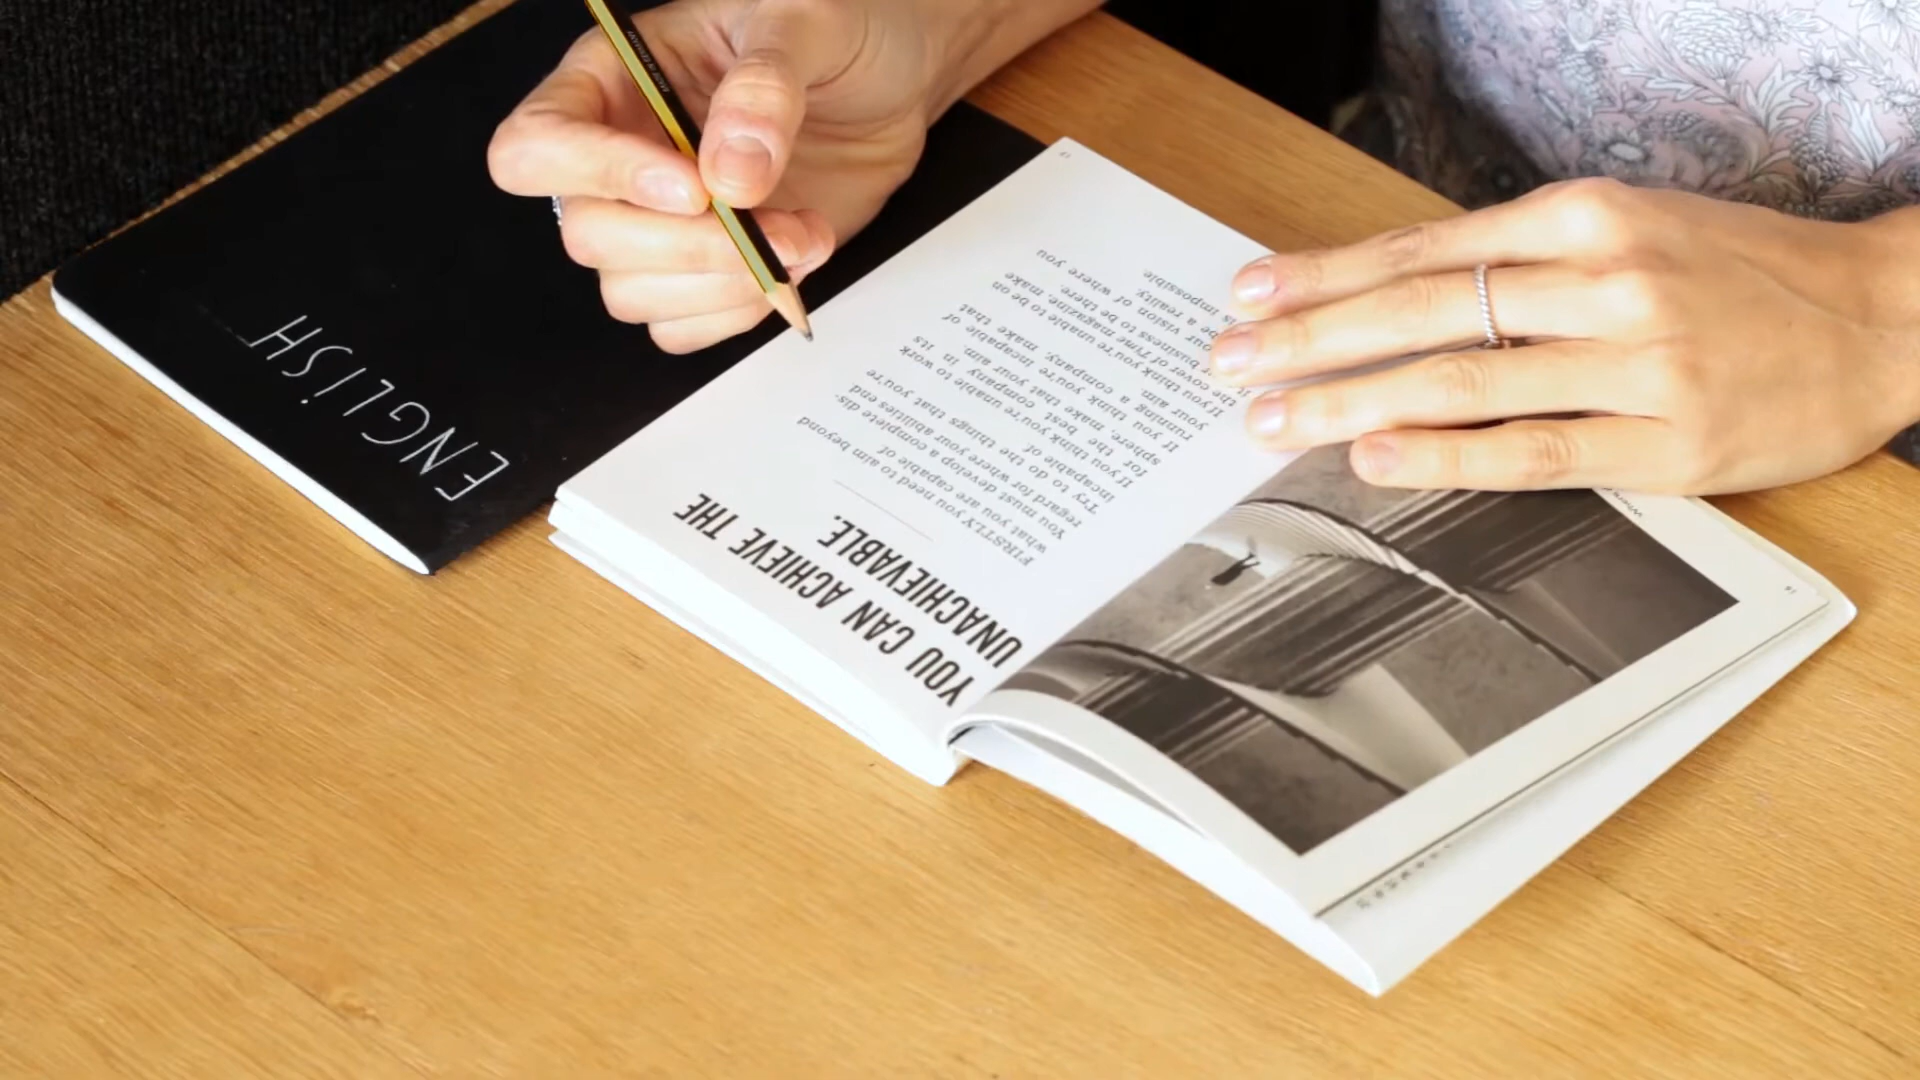 ENGLISH
MADE IN GERMANY
YOU CAN ACHIEVE THE
UNACHIEVABLE.
FIRSTLY you need to aim beyond
what you are capable of
You must develop a complete dis-
regard for where your abilities end
Try to do the things that you're
incapable of.
If you think you're unable to work
for the best company in its
sphere, make that your aim.
If you think you're incapable of
running a company, make that
your aim.
If you think you're unable to be on
the cover of Time magazine, make
it your business to be there.
your vision of where you
be a reality.
is impossible.